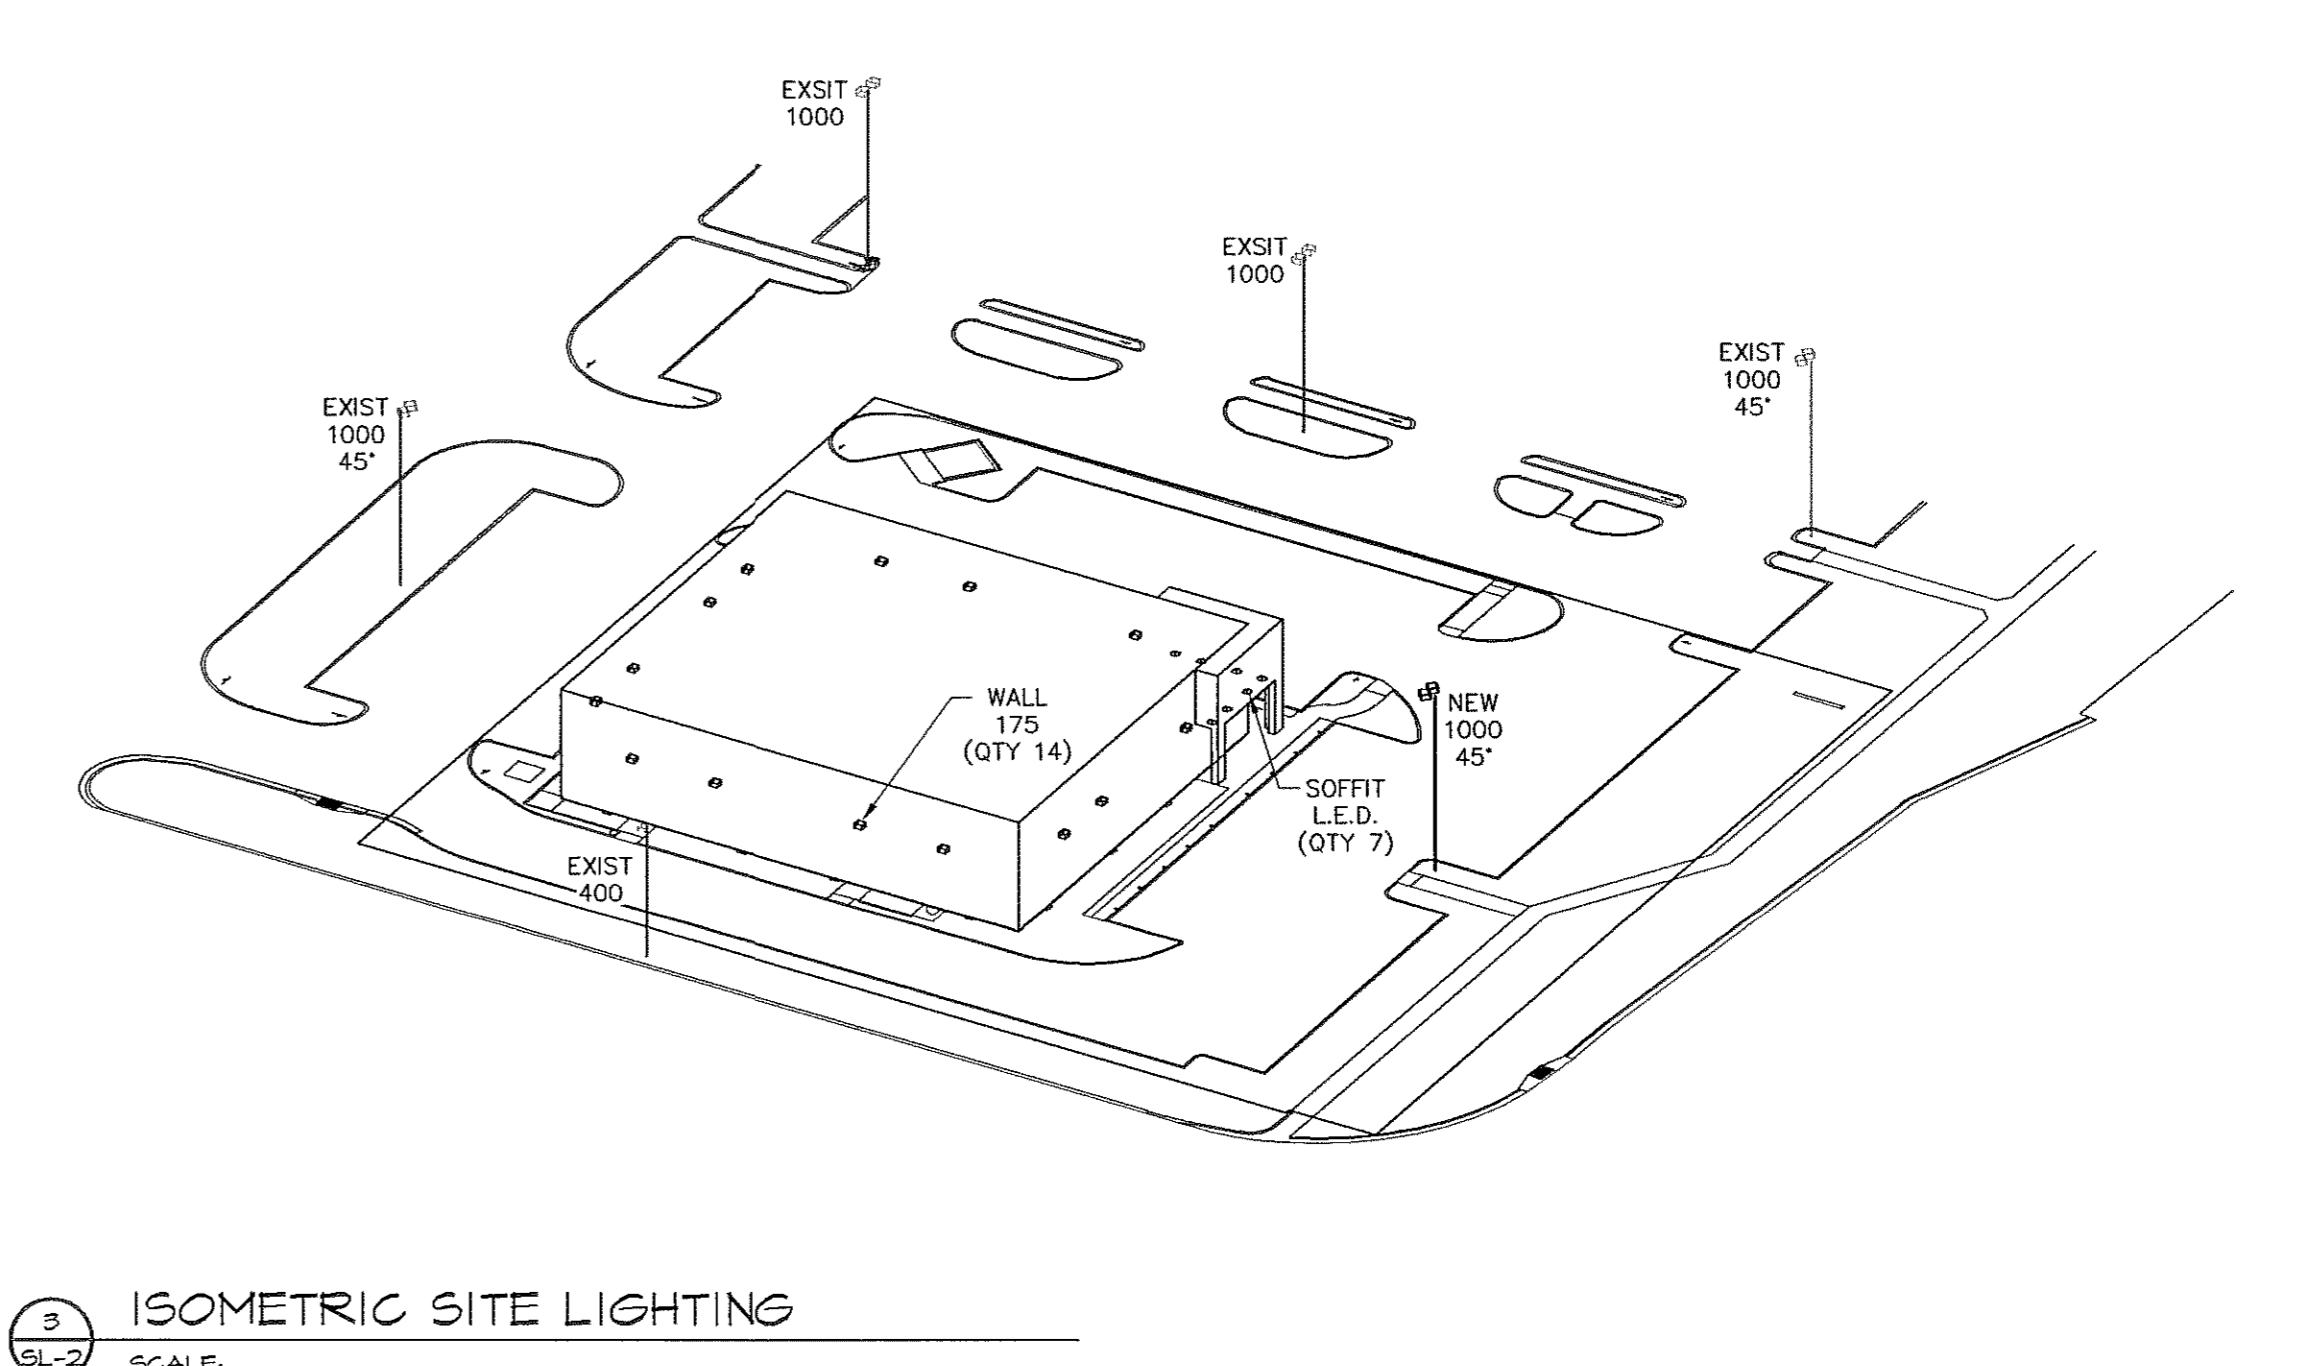 EXSIT
1000
EXSIT
1000
EXIST
1000
45°
EXIST
1000
45°
WALL
175
(QTY 14)
NEW
1000
45°
SOFFIT
L.E.D.
(QTY 7)
EXIST
400
3
SL-2
ISOMETRIC SITE LIGHTING
SCALE: